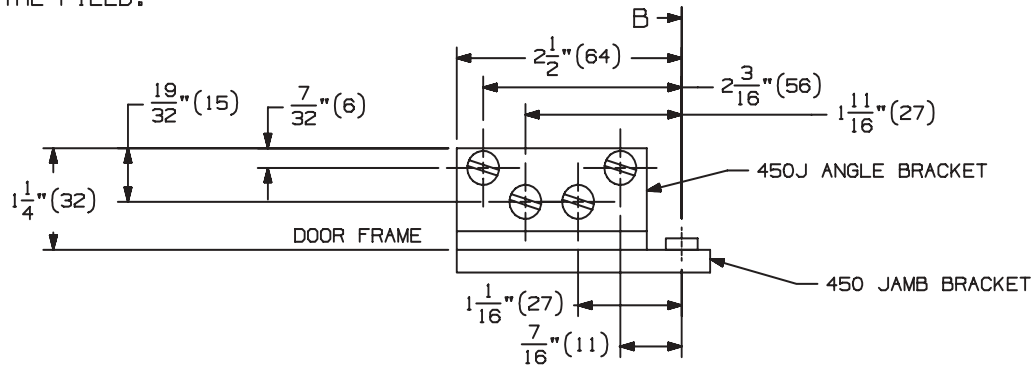 THE FIELD.
B
2 1/2"(64)
19/32"(15)
7/32"(6)
2 3/16"(56)
1 11/16"(27)
1 1/4"(32)
450J ANGLE BRACKET
DOOR FRAME
450 JAMB BRACKET
1 1/16"(27)
7/16"(11)